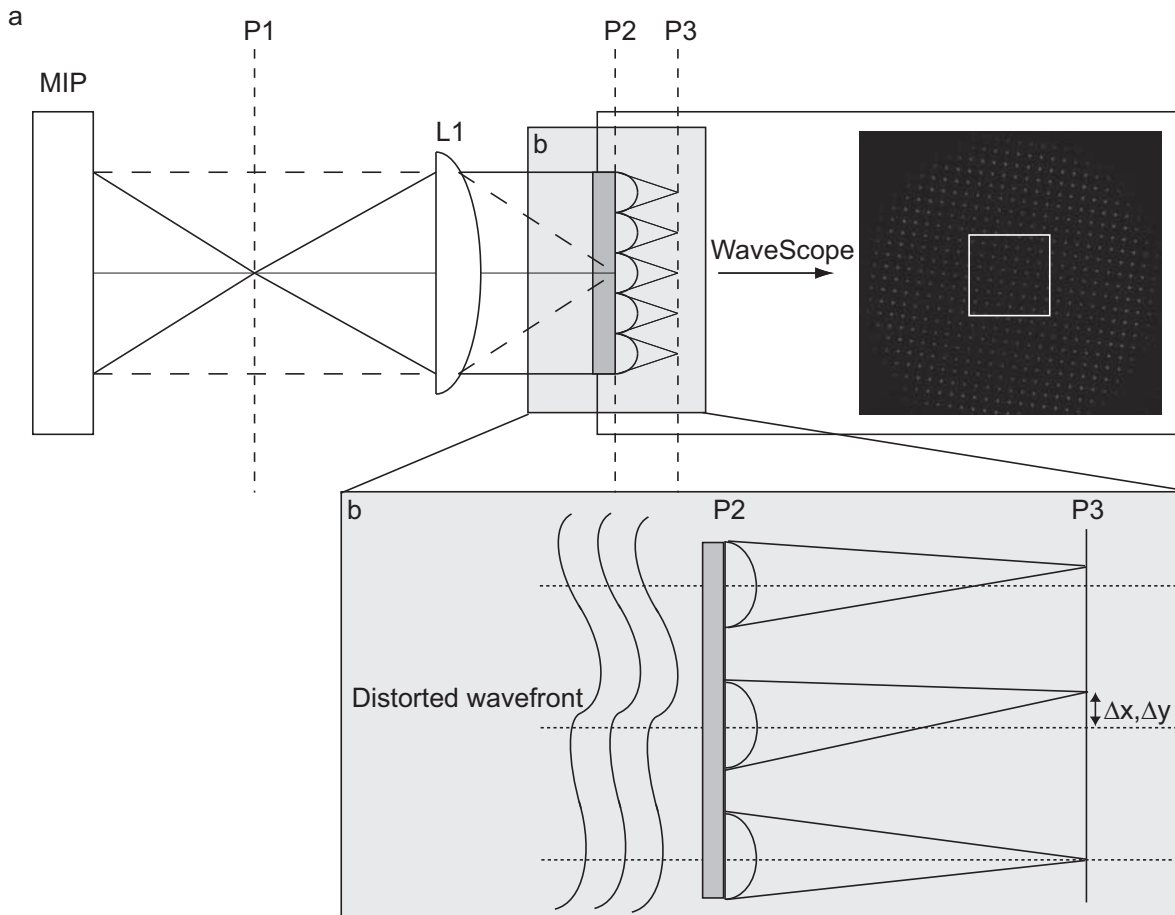 a
P1
P2
P3
MIP
L1
b
WaveScope
b
P2
P3
Distorted wavefront
Δx,Δy